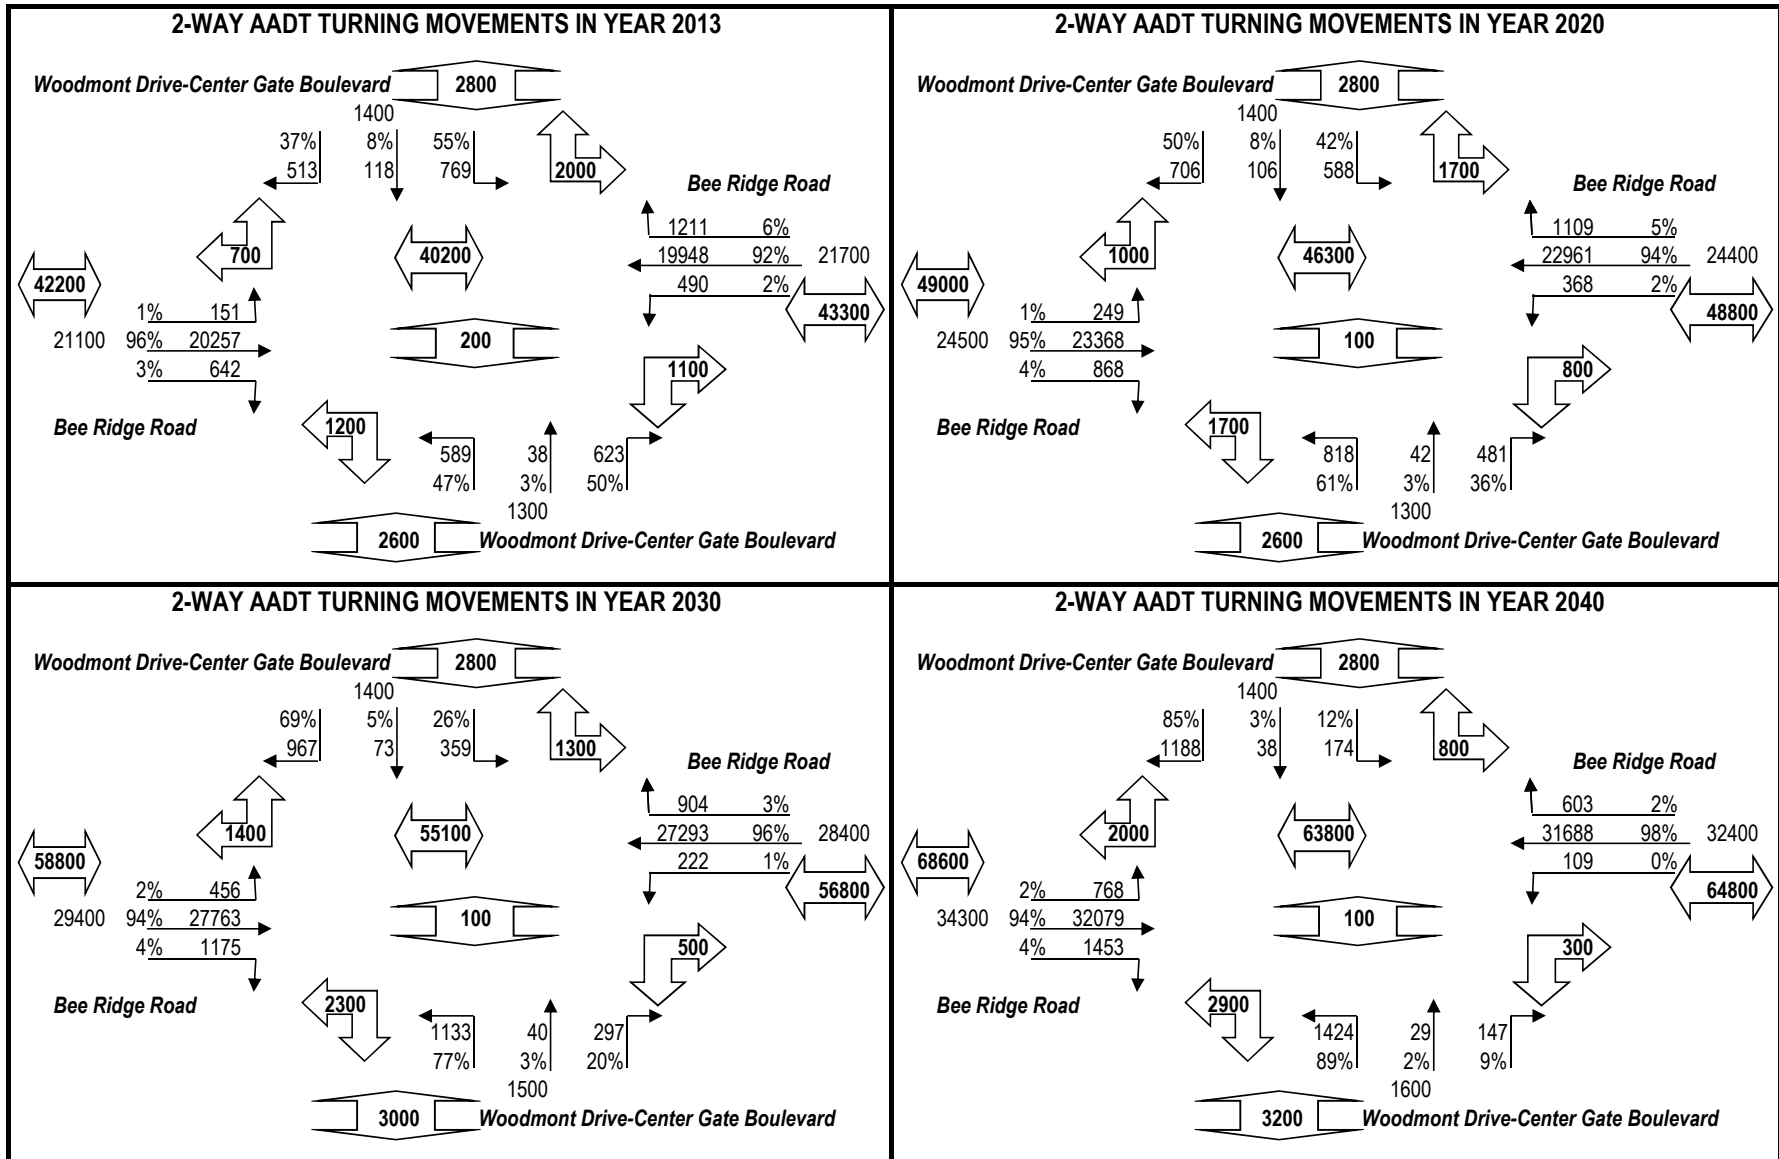 2-WAY AADT TURNING MOVEMENTS IN YEAR 2013
Woodmont Drive-Center Gate Boulevard 2800
1400
37% 8% 55%
513 118 769 2000
Bee Ridge Road
1211 6%
700 40200 19948 92% 21700
42200 490 2% 43300
1% 151
21100 96% 20257 200
3% 642 1100
Bee Ridge Road 1200
589 38 623
47% 3% 50%
1300
2600 Woodmont Drive-Center Gate Boulevard
2-WAY AADT TURNING MOVEMENTS IN YEAR 2020
Woodmont Drive-Center Gate Boulevard 2800
1400
50% 8% 42%
706 106 588 1700
Bee Ridge Road
1109 5%
1000 46300 22961 94% 24400
49000 368 2% 48800
1% 249
24500 95% 23368 100
4% 868 800
Bee Ridge Road 1700
818 42 481
61% 3% 36%
1300
2600 Woodmont Drive-Center Gate Boulevard
2-WAY AADT TURNING MOVEMENTS IN YEAR 2030
Woodmont Drive-Center Gate Boulevard 2800
1400
69% 5% 26%
967 73 359 1300
Bee Ridge Road
904 3%
1400 55100 27293 96% 28400
58800 222 1% 56800
2% 456
29400 94% 27763 100
4% 1175 500
Bee Ridge Road 2300
1133 40 297
77% 3% 20%
1500
3000 Woodmont Drive-Center Gate Boulevard
2-WAY AADT TURNING MOVEMENTS IN YEAR 2040
Woodmont Drive-Center Gate Boulevard 2800
1400
85% 3% 12%
1188 38 174 800
Bee Ridge Road
603 2%
2000 63800 31688 98% 32400
68600 109 0% 64800
2% 768
34300 94% 32079 100
4% 1453 300
Bee Ridge Road 2900
1424 29 147
89% 2% 9%
1600
3200 Woodmont Drive-Center Gate Boulevard